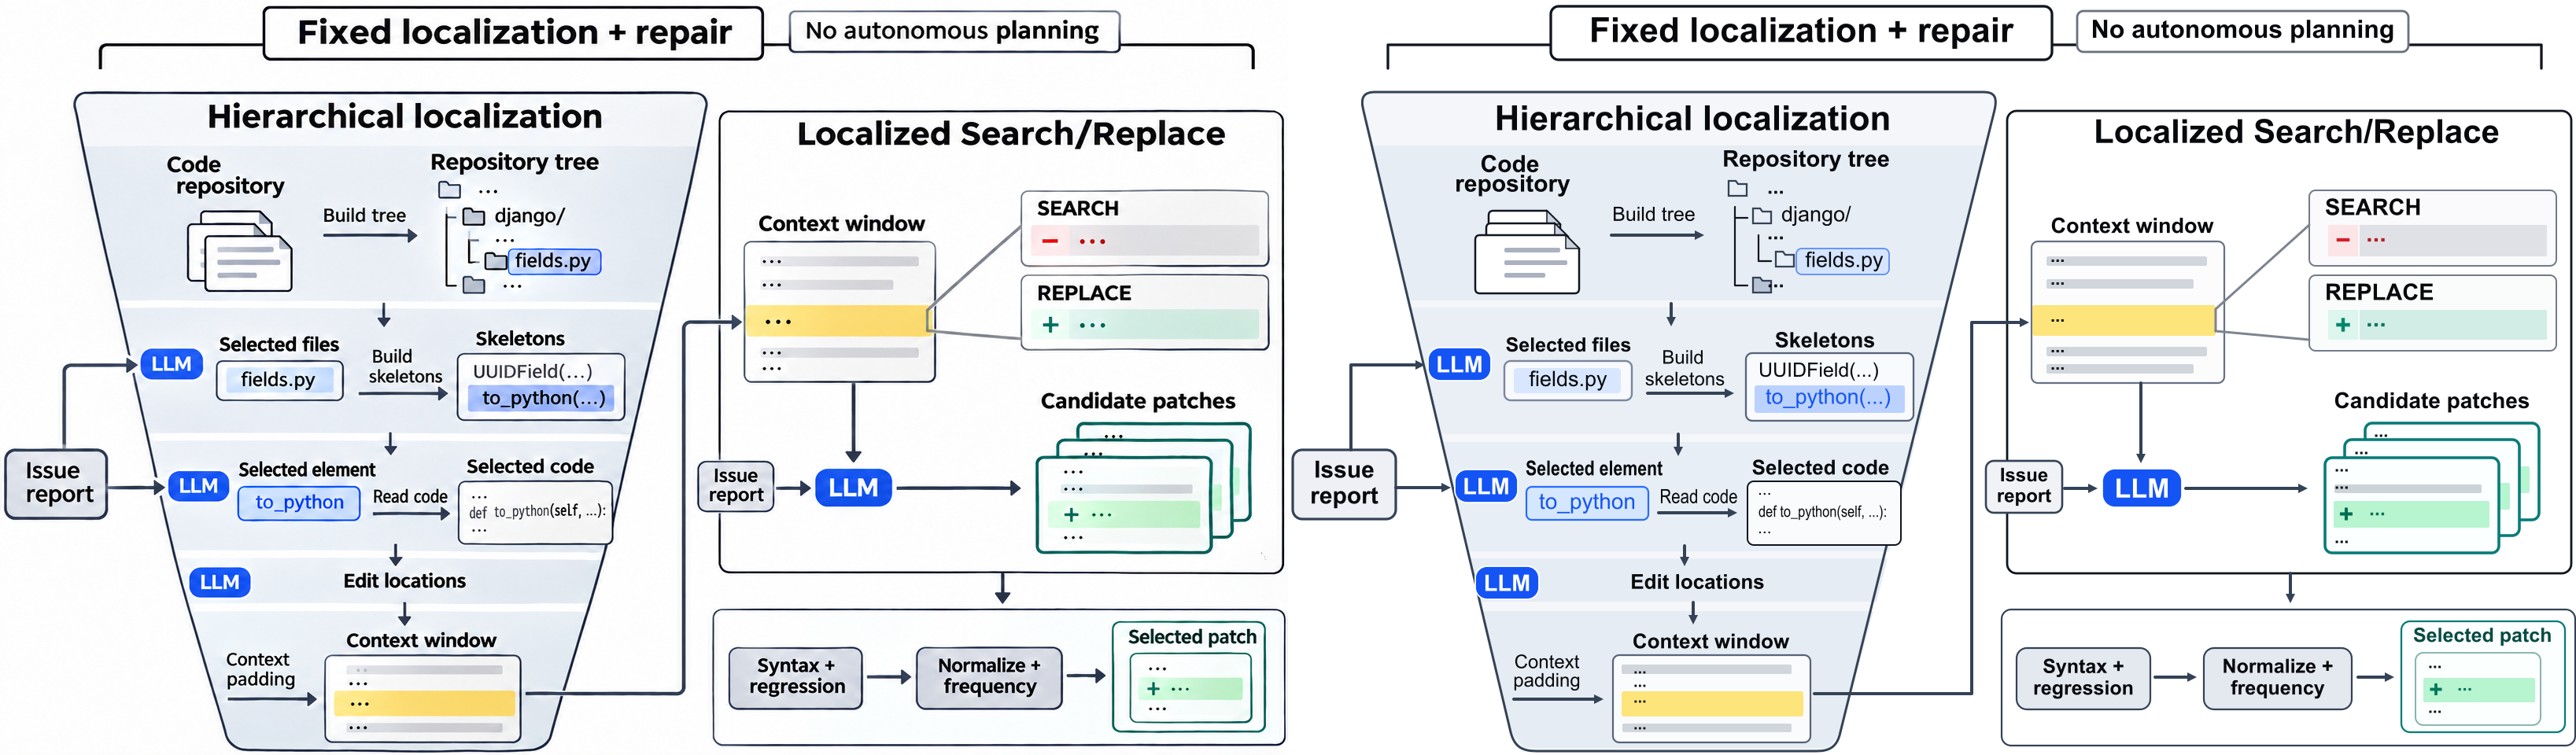 Fixed localization + repair
No autonomous planning
Hierarchical localization
Code
repository
Build tree
Repository tree
...
django/
...
fields.py
...
LLM
Selected files
fields.py
Build
skeletons
Skeletons
UUIDField(...)
to_python(...)
Issue
report
LLM
Selected element
to_python
Read code
Selected code
...
def to_python(self, ...):
...
LLM
Edit locations
Context
padding
Context window
...
...
...
...
Localized Search/Replace
Context window
...
...
...
...
...
SEARCH
− ...
REPLACE
+ ...
Issue
report
LLM
Candidate patches
...
...
...
...
+ ...
...
Syntax +
regression
Normalize +
frequency
Selected patch
...
+ ...
...
Fixed localization + repair
No autonomous planning
Hierarchical localization
Code
repository
Build tree
Repository tree
...
django/
...
fields.py
...
LLM
Selected files
fields.py
Build
skeletons
Skeletons
UUIDField(...)
to_python(...)
Issue
report
LLM
Selected element
to_python
Read code
Selected code
...
def to_python(self, ...):
...
LLM
Edit locations
Context
padding
Context window
...
...
...
...
Localized Search/Replace
Context window
...
...
...
...
...
SEARCH
− ...
REPLACE
+ ...
Issue
report
LLM
Candidate patches
...
...
...
...
+ ...
...
Syntax +
regression
Normalize +
frequency
Selected patch
...
+ ...
...